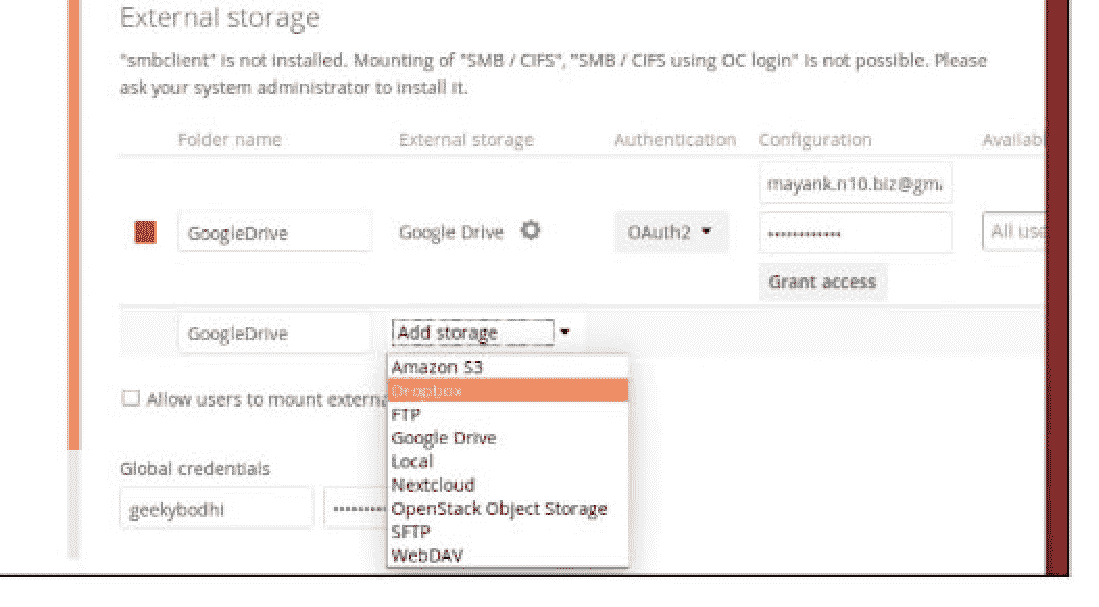 External storage
"smbclient" is not installed. Mounting of "SMB / CIFS", "SMB / CIFS using OC login" is not possible. Please
ask your system administrator to install it.
Folder name External storage Authentication Configuration Availab
mayank.n10.biz@gm
GoogleDrive Google Drive OAuth2 All use
Grant access
GoogleDrive Add storage
Amazon S3
Dropbox
Allow users to mount externa
FTP
Google Drive
Local
Global credentials
Nextcloud
geekybodhi
OpenStack Object Storage
SFTP
WebDAV